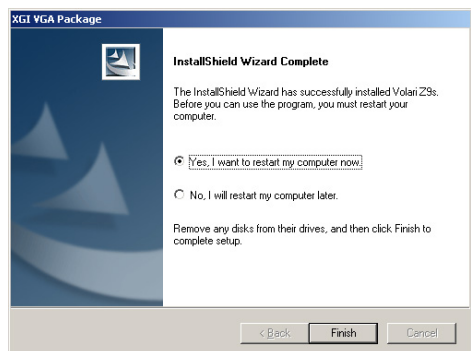 XGI VGA Package
InstallShield Wizard Complete
The InstallShield Wizard has successfully installed Volari Z9s.
Before you can use the program, you must restart your
computer.
Yes, I want to restart my computer now.
No, I will restart my computer later.
Remove any disks from their drives, and then click Finish to
complete setup.
< Back Finish Cancel